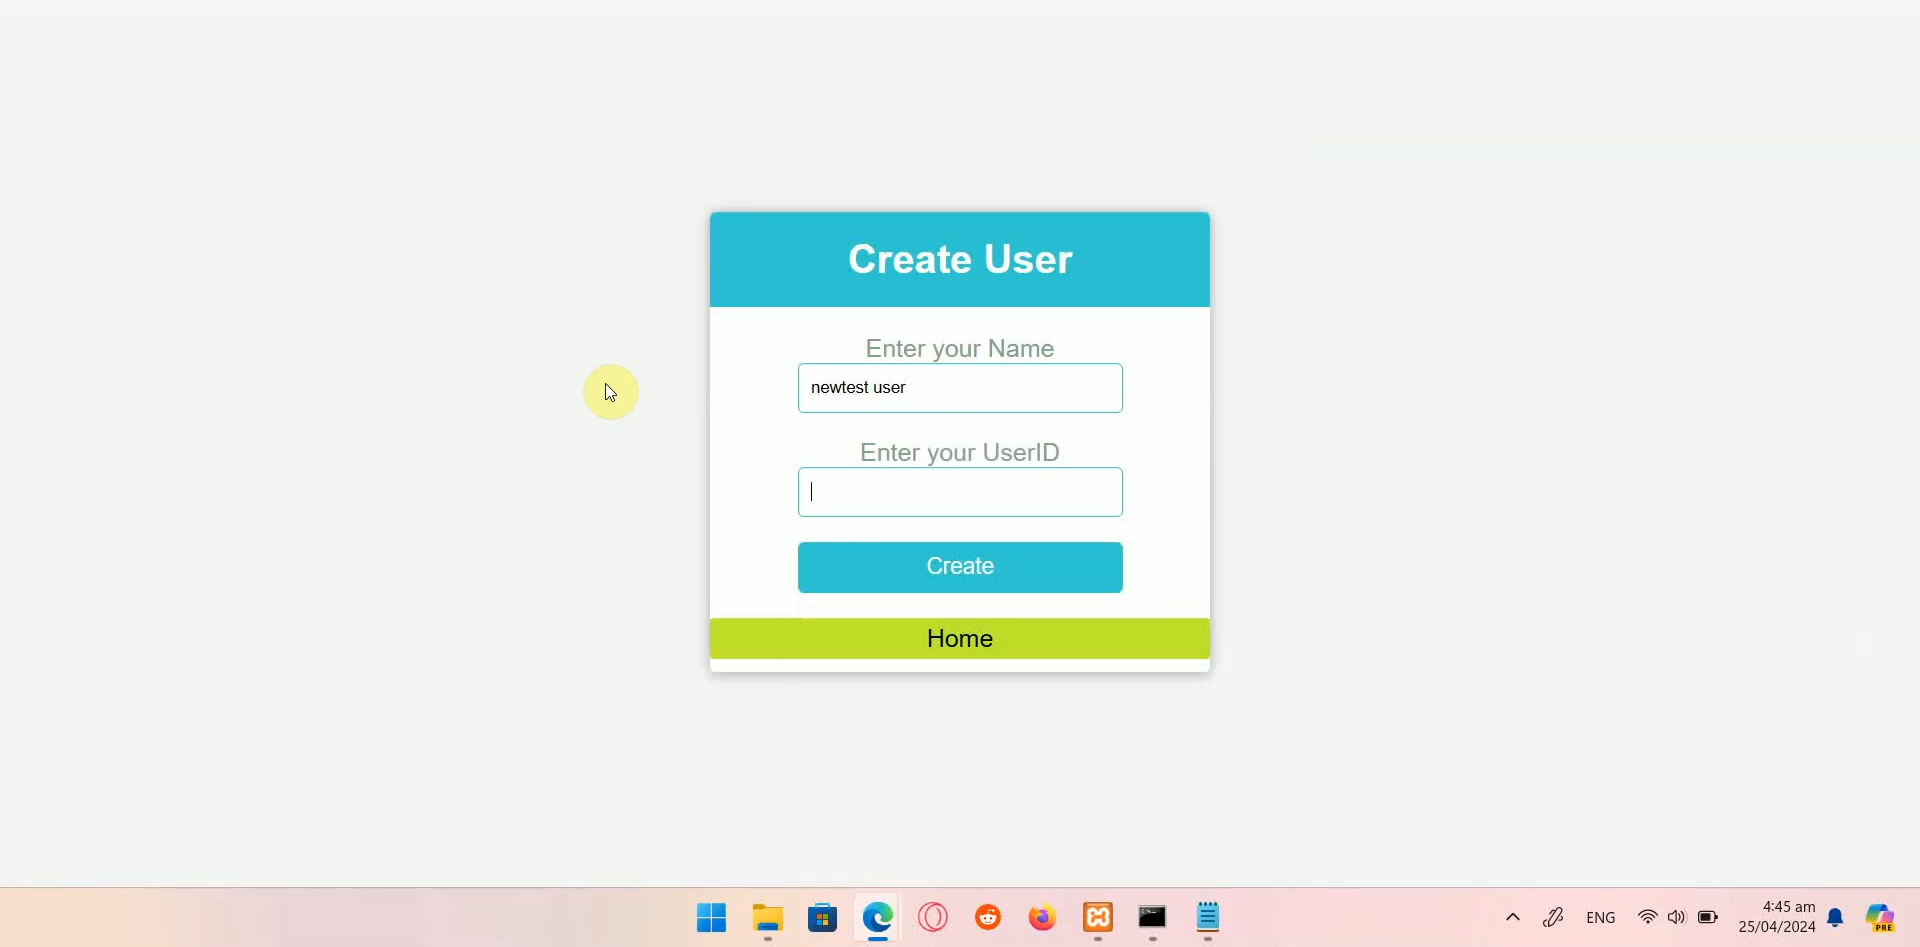 Create User
Enter your Name
newtest user
Enter your UserID
Create
Home
ENG
4:45 am
25/04/2024
PRE